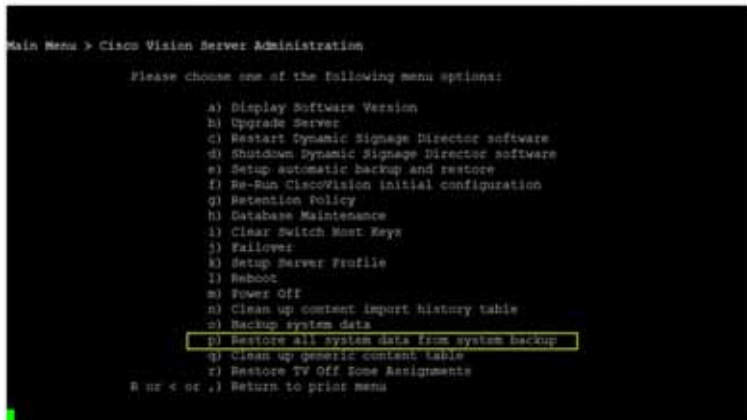 Main Menu > Cisco Vision Server Administration
Please choose one of the following menu options:
a) Display Software Version
b) Upgrade Server
c) Restart Dynamic Signage Director software
d) Shutdown Dynamic Signage Director software
e) Setup automatic backup and restore
f) Re-Run CiscoVision initial configuration
g) Retention Policy
h) Database Maintenance
i) Clear Switch Host Keys
j) Failover
k) Setup Server Profile
l) Reboot
m) Power Off
n) Clean up content import history table
o) Backup system data
p) Restore all system data from system backup
q) Clean up generic content table
r) Restore TV Off Zone Assignments
R or < or ,) Return to prior menu